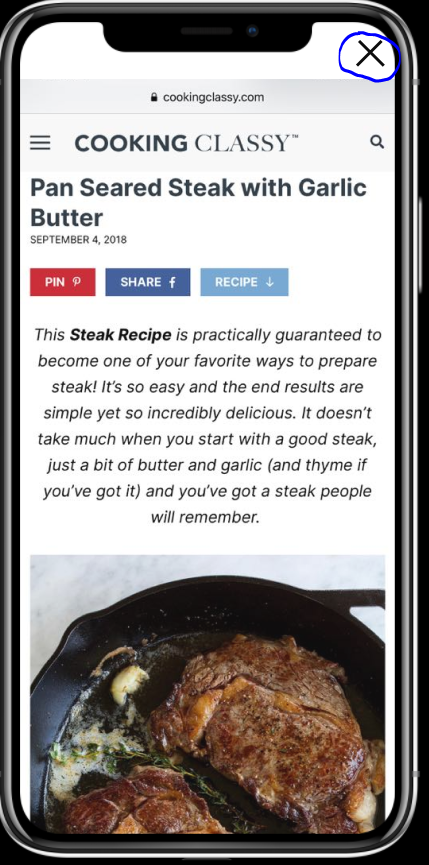 cookingclassy.com
COOKING CLASSY™
Pan Seared Steak with Garlic
Butter
SEPTEMBER 4, 2018
PIN SHARE f RECIPE ↓
This Steak Recipe is practically guaranteed to
become one of your favorite ways to prepare
steak! It’s so easy and the end results are
simple yet so incredibly delicious. It doesn’t
take much when you start with a good steak,
just a bit of butter and garlic (and thyme if
you’ve got it) and you’ve got a steak people
will remember.